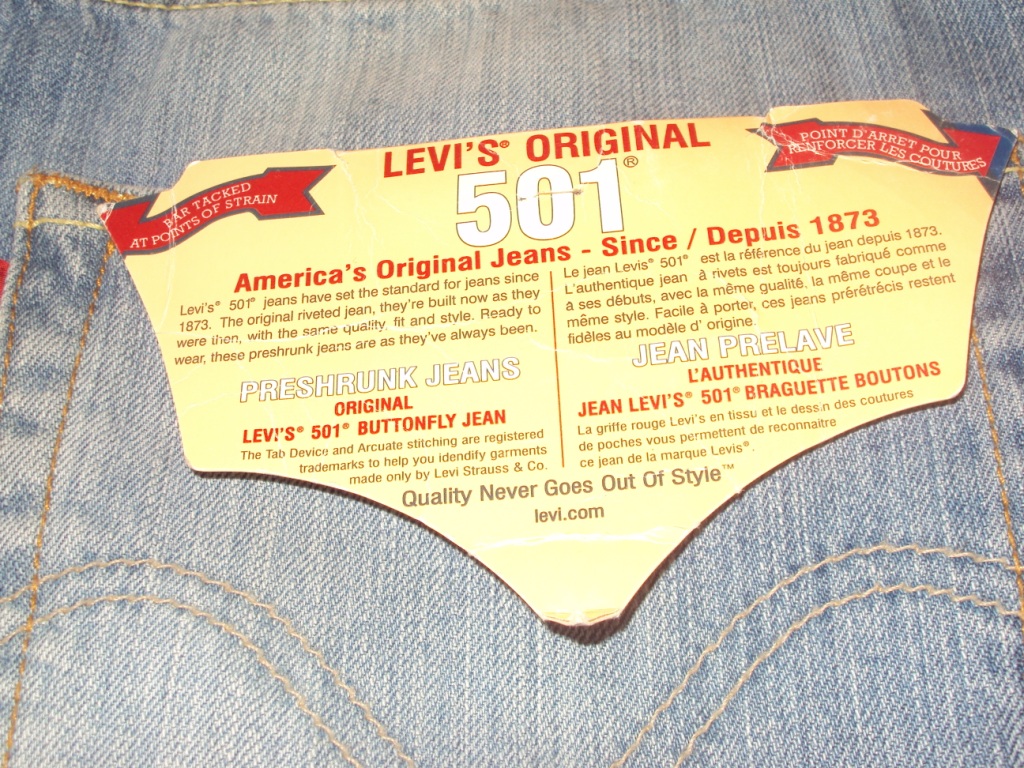 LEVI'S® ORIGINAL
501®
BAR TACKED
AT POINTS OF STRAIN
POINT D'ARRET POUR
RENFORCER LES COUTURES
America's Original Jeans - Since / Depuis 1873
Levi's® 501® jeans have set the standard for jeans since
1873. The original riveted jean, they're built now as they
were then, with the same quality, fit and style. Ready to
wear, these preshrunk jeans are as they've always been.
PRESHRUNK JEANS
ORIGINAL
LEVI'S® 501® BUTTONFLY JEAN
The Tab Device and Arcuate stitching are registered
trademarks to help you identify garments
made only by Levi Strauss & Co.
Le jean Levis® 501® est la référence du jean depuis 1873.
L'authentique jean à rivets est toujours fabriqué comme
à ses débuts, avec la même gualité, la même coupe et le
même style. Facile à porter, ces jeans prérétrécis restent
fidèles au modèle d' origine.
JEAN PRELAVE
L'AUTHENTIQUE
JEAN LEVI'S® 501® BRAGUETTE BOUTONS
La griffe rouge Levi's en tissu et le dessin des coutures
de poches vous permettent de reconnaitre
ce jean de la marque Levis®.
Quality Never Goes Out Of Style™
levi.com